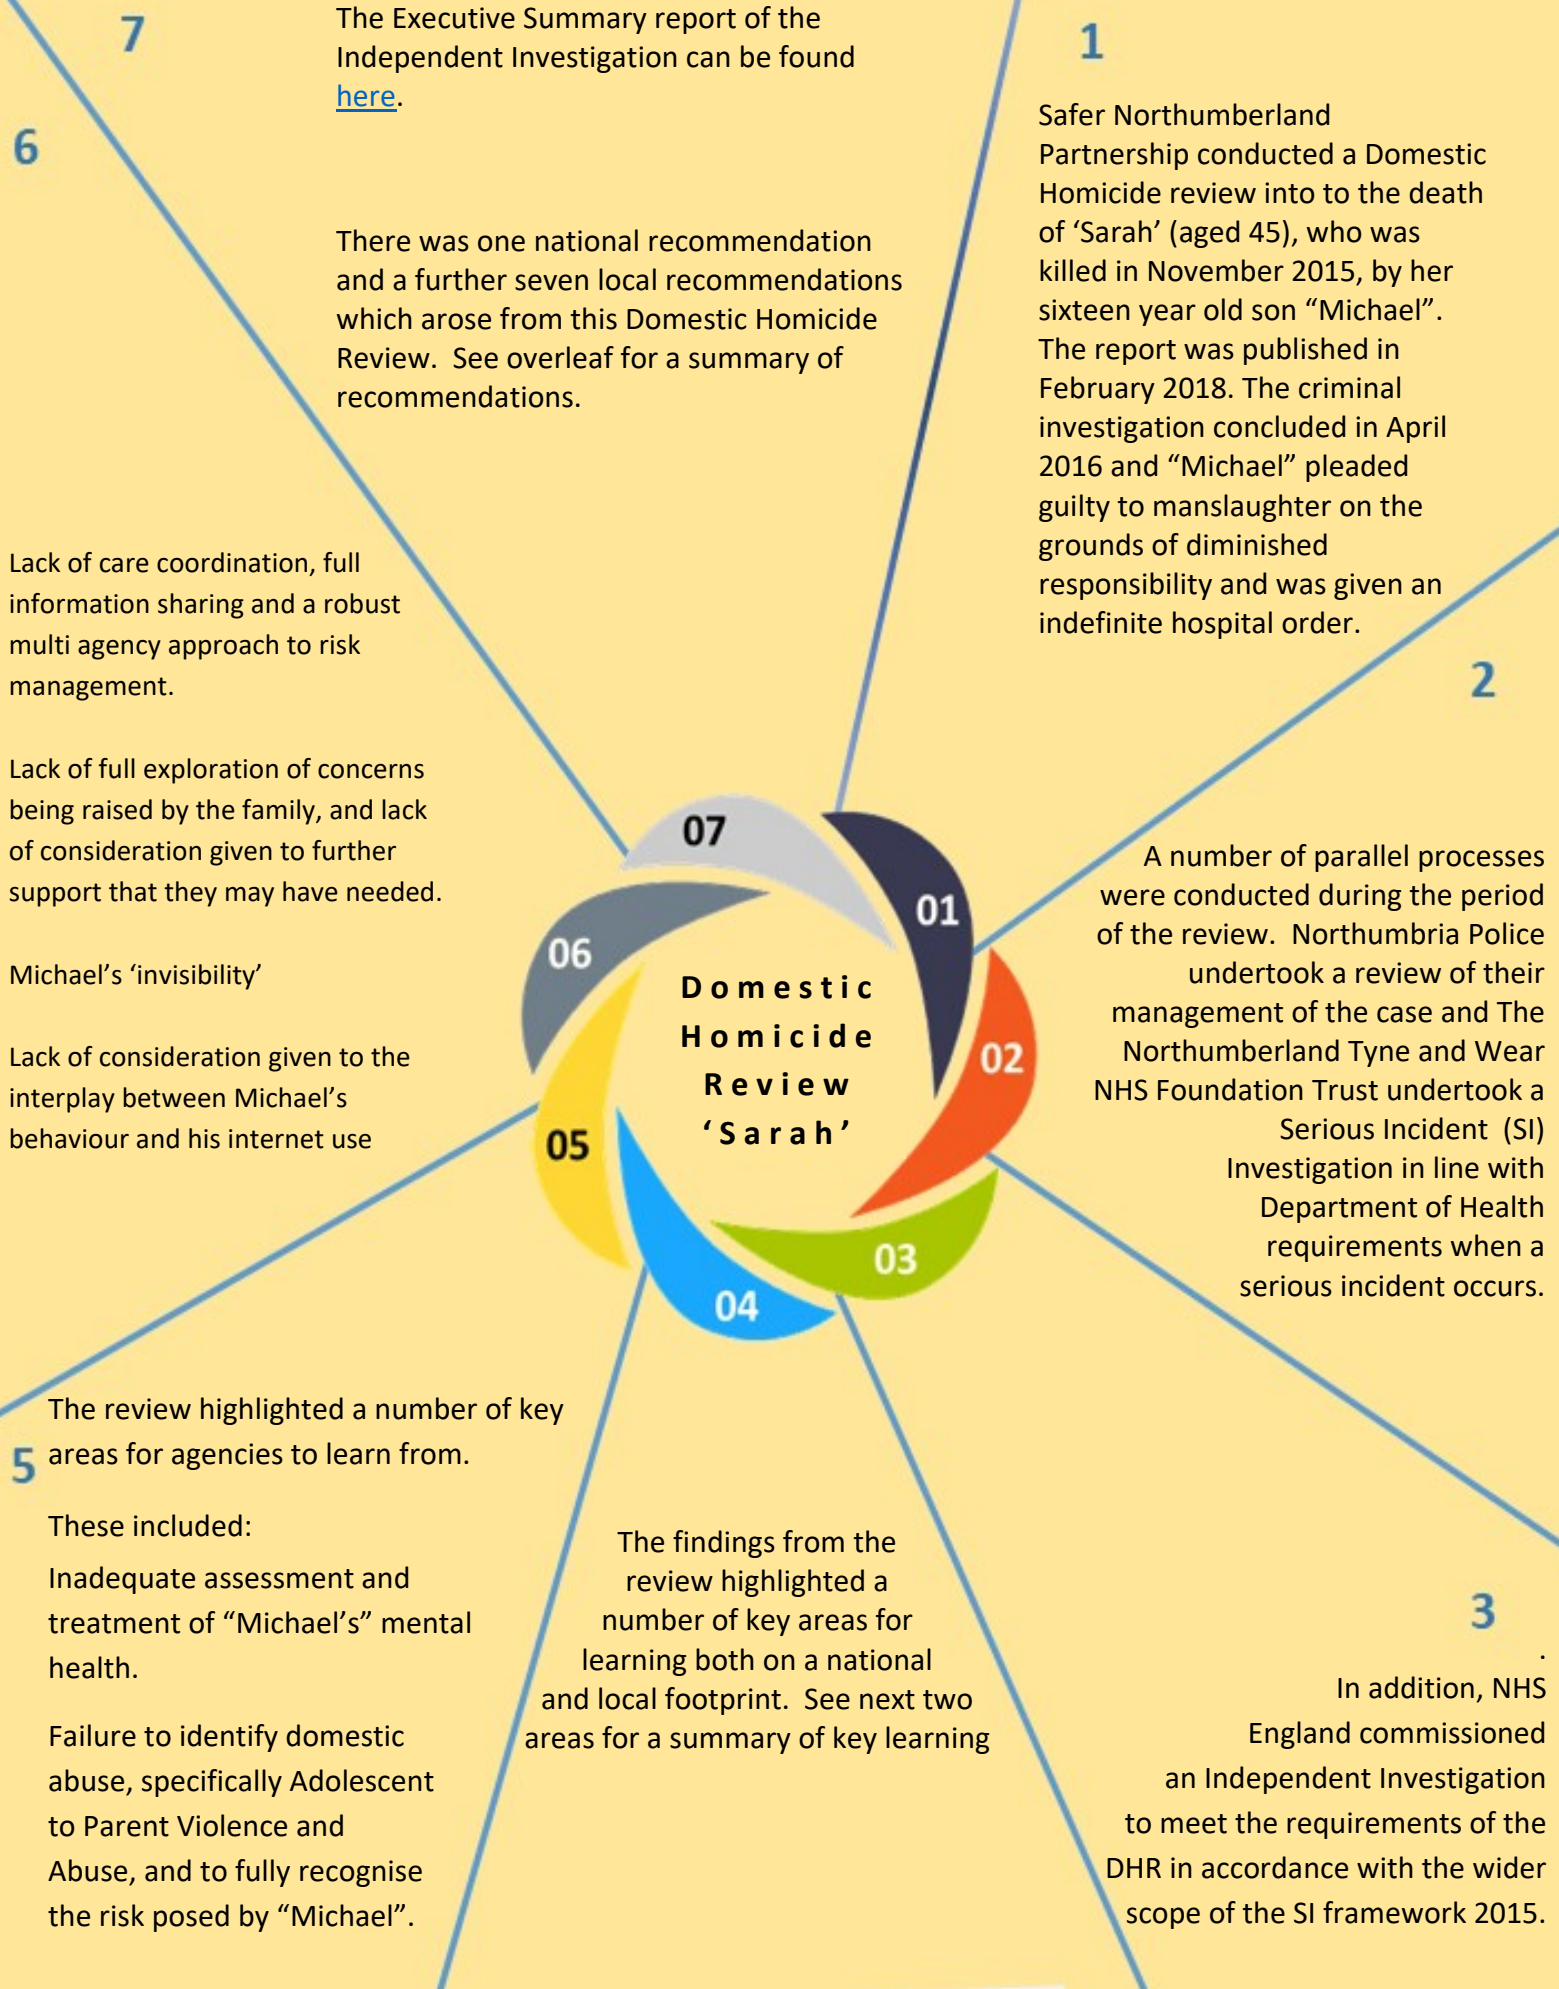 7
The Executive Summary report of the
Independent Investigation can be found
here.
There was one national recommendation
and a further seven local recommendations
which arose from this Domestic Homicide
Review.  See overleaf for a summary of
recommendations.
1
Safer Northumberland
Partnership conducted a Domestic
Homicide review into to the death
of ‘Sarah’ (aged 45), who was
killed in November 2015, by her
sixteen year old son “Michael”.
The report was published in
February 2018. The criminal
investigation concluded in April
2016 and “Michael” pleaded
guilty to manslaughter on the
grounds of diminished
responsibility and was given an
indefinite hospital order.
2
A number of parallel processes
were conducted during the period
of the review.  Northumbria Police
undertook a review of their
management of the case and The
Northumberland Tyne and Wear
NHS Foundation Trust undertook a
Serious Incident  (SI)
Investigation in line with
Department of Health
requirements when a
serious incident occurs.
3
.
In addition, NHS
England commissioned
an Independent Investigation
to meet the requirements of the
DHR in accordance with the wider
scope of the SI framework 2015.
The findings from the
review highlighted a
number of key areas for
learning both on a national
and local footprint.  See next two
areas for a summary of key learning
5
The review highlighted a number of key
areas for agencies to learn from.
These included:
Inadequate assessment and
treatment of “Michael’s” mental
health.
Failure to identify domestic
abuse, specifically Adolescent
to Parent Violence and
Abuse, and to fully recognise
the risk posed by “Michael”.
6
Lack of care coordination, full
information sharing and a robust
multi agency approach to risk
management.
Lack of full exploration of concerns
being raised by the family, and lack
of consideration given to further
support that they may have needed.
Michael’s ‘invisibility’
Lack of consideration given to the
interplay between Michael’s
behaviour and his internet use
Domestic
Homicide
Review
‘Sarah’
01
02
03
04
05
06
07